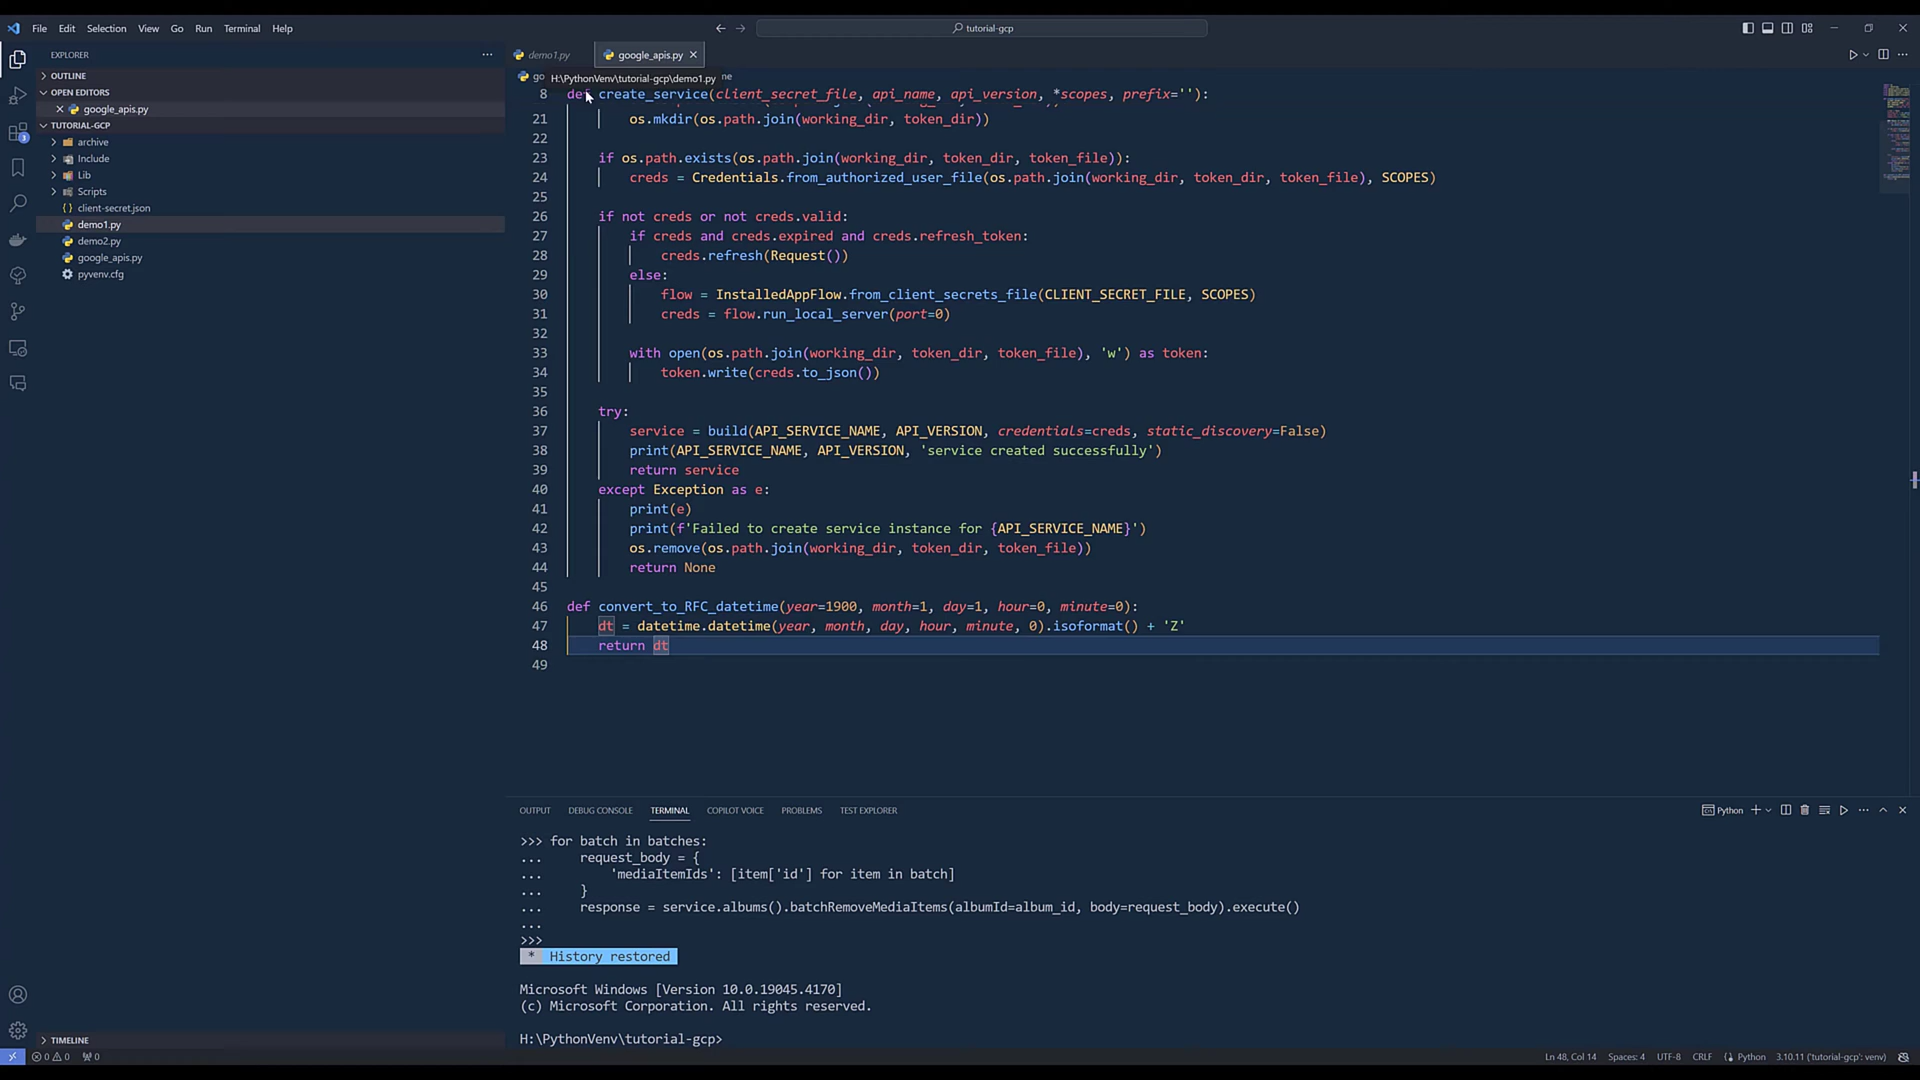 File Edit Selection View Go Run Terminal Help
tutorial-gcp
EXPLORER
OUTLINE
OPEN EDITORS
google_apis.py
TUTORIAL-GCP
archive
Include
Lib
Scripts
client-secret.json
demo1.py
demo2.py
google_apis.py
pyvenv.cfg
TIMELINE
3
demo1.py
google_apis.py
go
H:\PythonVenv\tutorial-gcp\demo1.py
ne
8 def create_service(client_secret_file, api_name, api_version, *scopes, prefix=''):
21 os.mkdir(os.path.join(working_dir, token_dir))
22
23 if os.path.exists(os.path.join(working_dir, token_dir, token_file)):
24 creds = Credentials.from_authorized_user_file(os.path.join(working_dir, token_dir, token_file), SCOPES)
25
26 if not creds or not creds.valid:
27 if creds and creds.expired and creds.refresh_token:
28 creds.refresh(Request())
29 else:
30 flow = InstalledAppFlow.from_client_secrets_file(CLIENT_SECRET_FILE, SCOPES)
31 creds = flow.run_local_server(port=0)
32
33 with open(os.path.join(working_dir, token_dir, token_file), 'w') as token:
34 token.write(creds.to_json())
35
36 try:
37 service = build(API_SERVICE_NAME, API_VERSION, credentials=creds, static_discovery=False)
38 print(API_SERVICE_NAME, API_VERSION, 'service created successfully')
39 return service
40 except Exception as e:
41 print(e)
42 print(f'Failed to create service instance for {API_SERVICE_NAME}')
43 os.remove(os.path.join(working_dir, token_dir, token_file))
44 return None
45
46 def convert_to_RFC_datetime(year=1900, month=1, day=1, hour=0, minute=0):
47 dt = datetime.datetime(year, month, day, hour, minute, 0).isoformat() + 'Z'
48 return dt
49
OUTPUT DEBUG CONSOLE TERMINAL COPILOT VOICE PROBLEMS TEST EXPLORER
Python
>>> for batch in batches:
... request_body = {
... 'mediaItemIds': [item['id'] for item in batch]
... }
... response = service.albums().batchRemoveMediaItems(albumId=album_id, body=request_body).execute()
...
>>>
* History restored
Microsoft Windows [Version 10.0.19045.4170]
(c) Microsoft Corporation. All rights reserved.
H:\PythonVenv\tutorial-gcp>
0 0 0
Ln 48, Col 14 Spaces: 4 UTF-8 CRLF Python 3.10.11 ('tutorial-gcp': venv)